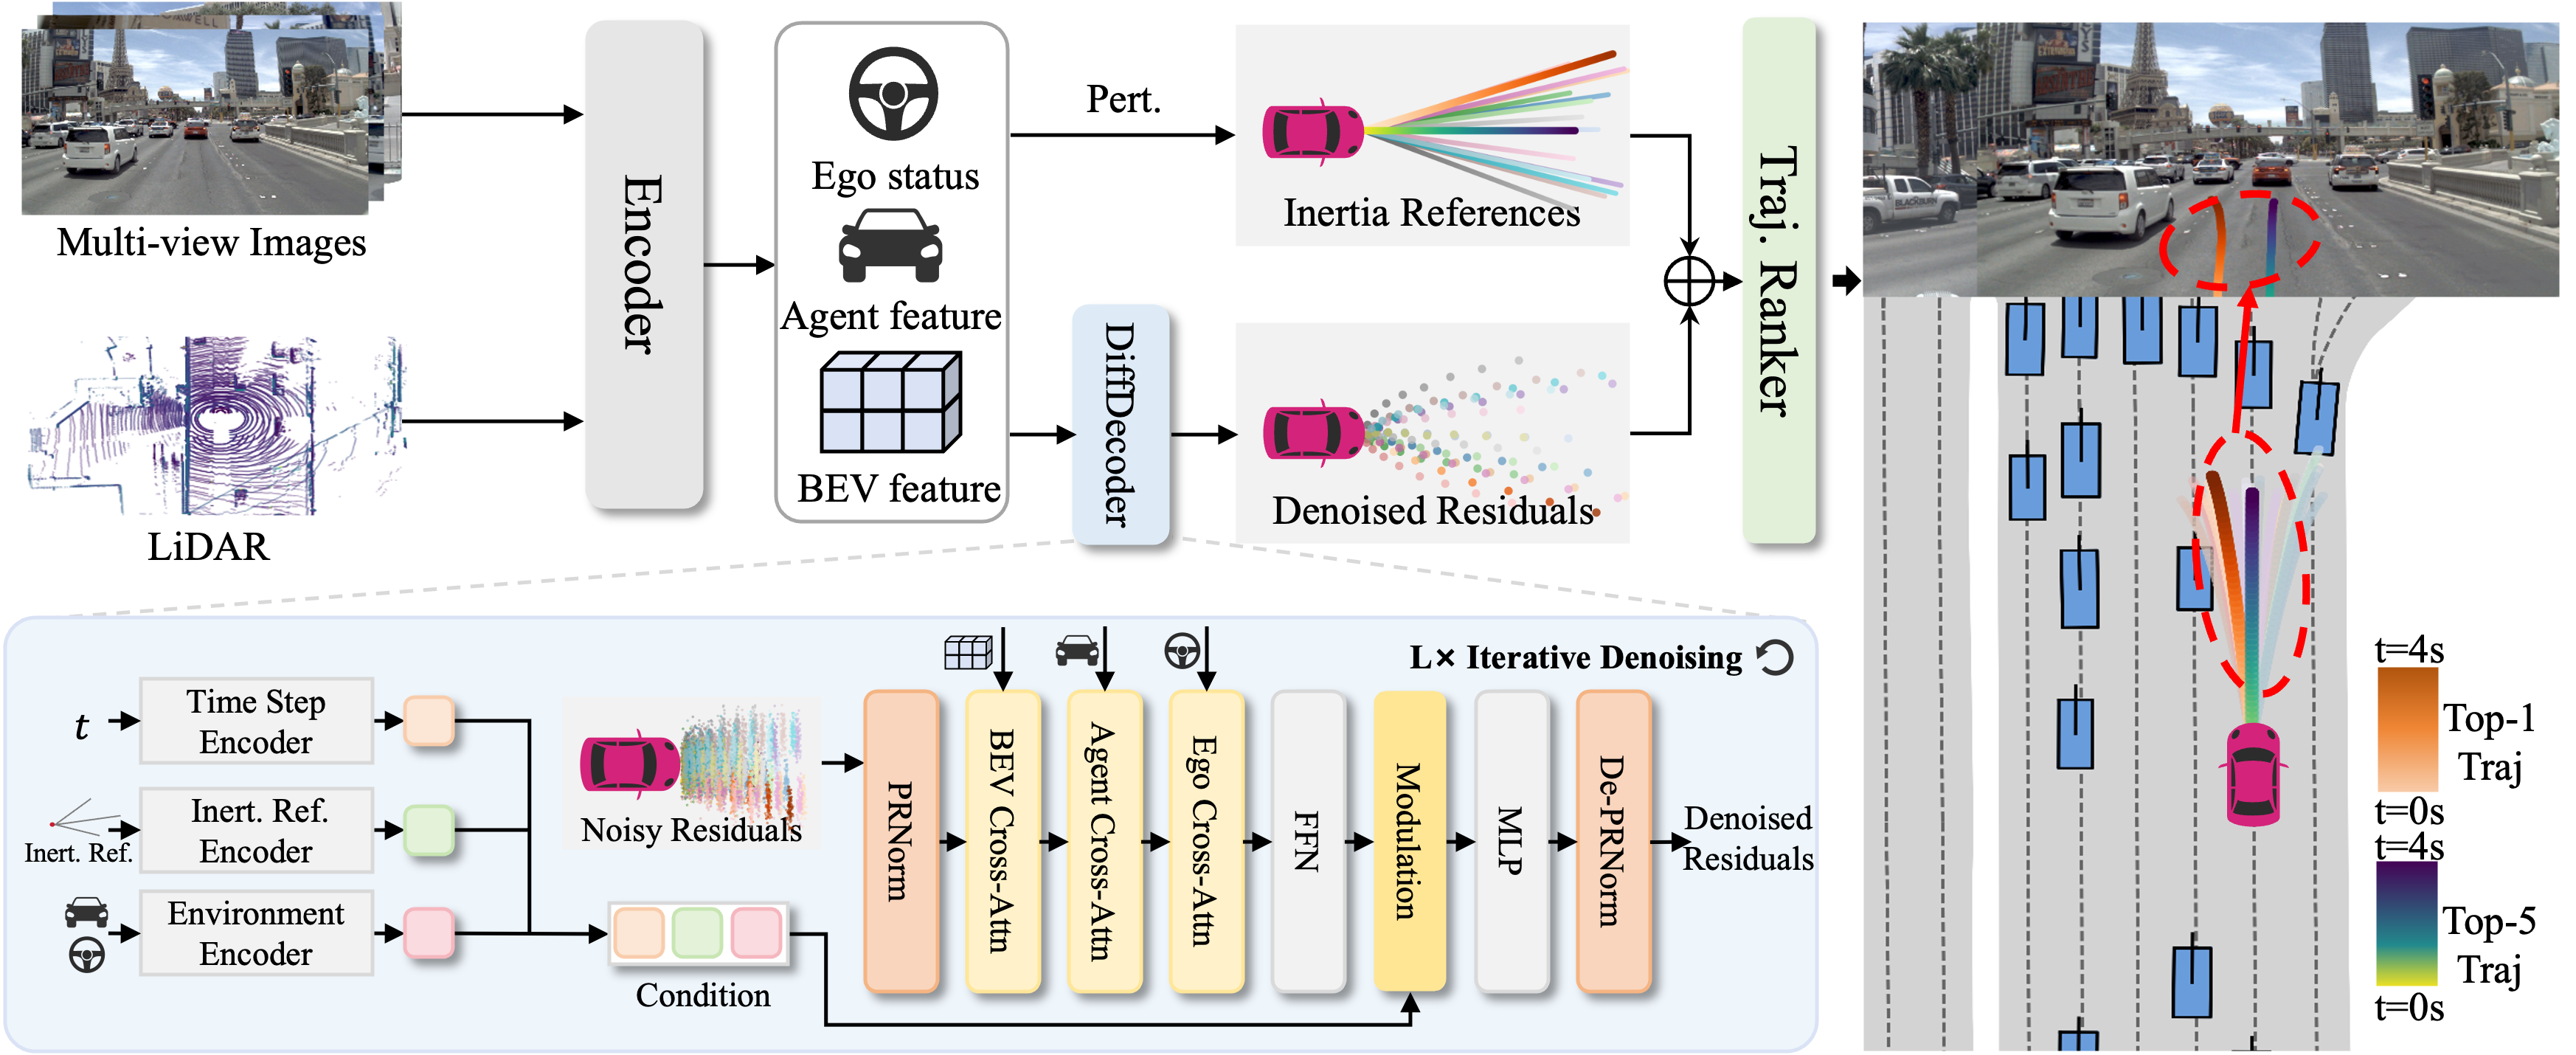 Multi-view Images
LiDAR
Encoder
Ego status
Agent feature
BEV feature
Pert.
DiffDecoder
Inertia References
Denoised Residuals
Traj. Ranker
BLACKBURN
t=4s
Top-1
Traj
t=0s
t=4s
Top-5
Traj
t=0s
L× Iterative Denoising
t
Time Step
Encoder
Inert. Ref.
Inert. Ref.
Encoder
Environment
Encoder
Condition
Noisy Residuals
PRNorm
BEV Cross-Attn
Agent Cross-Attn
Ego Cross-Attn
FFN
Modulation
MLP
De-PRNorm
Denoised
Residuals